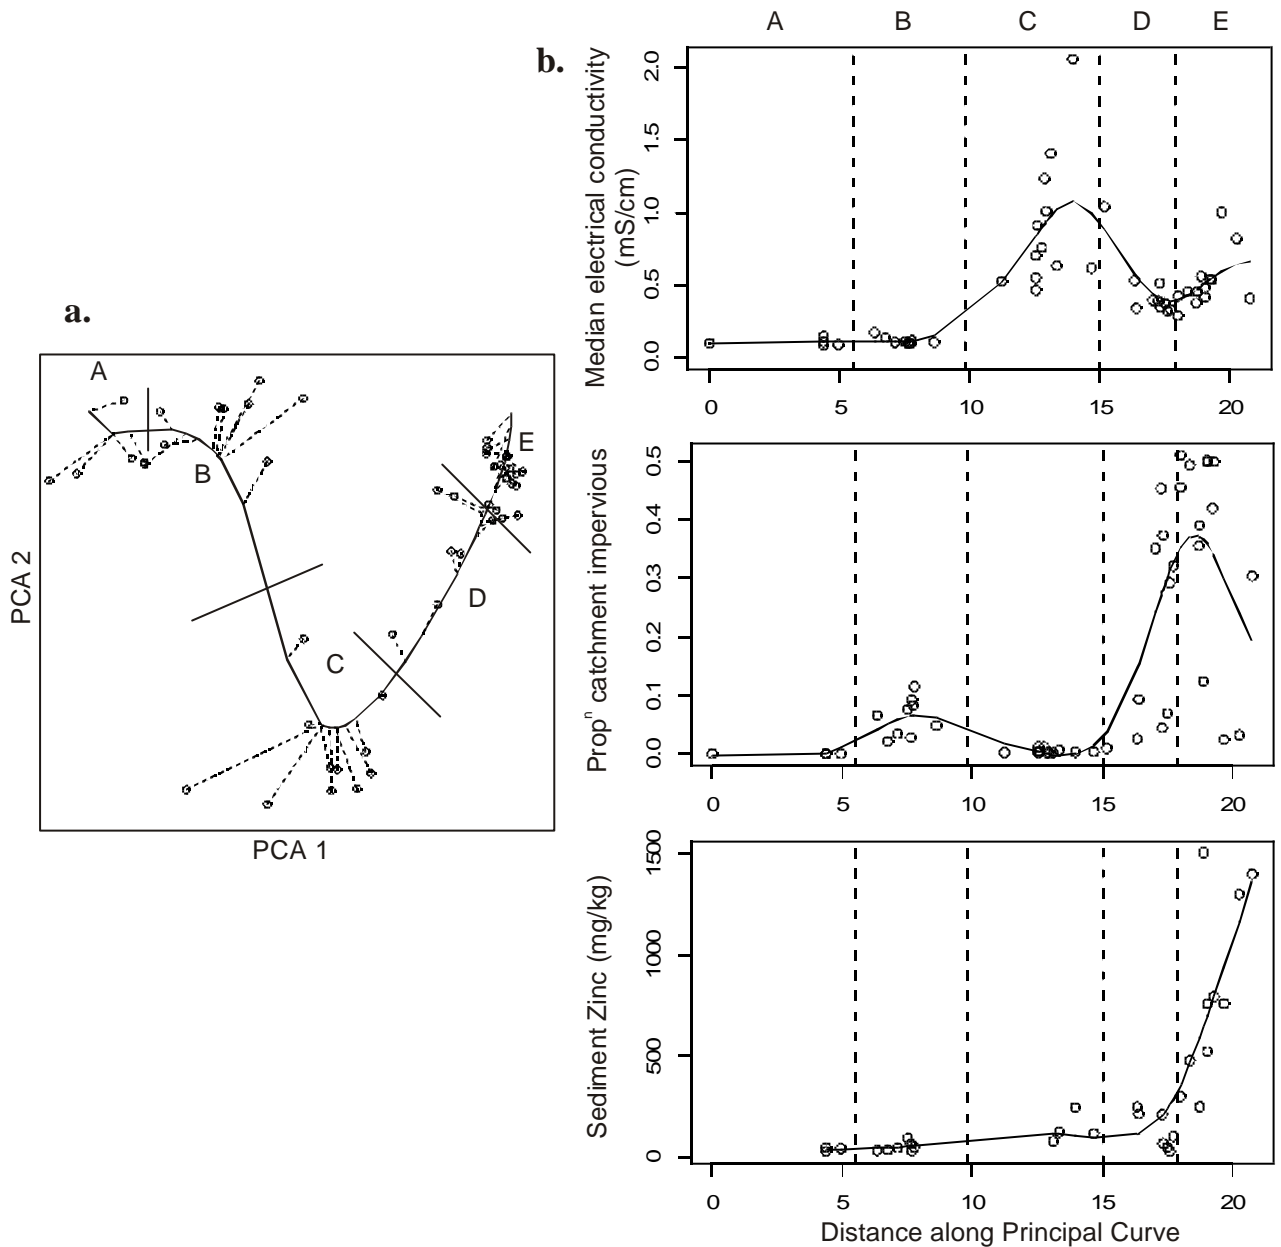 a.
A
B
C
D
E
PCA 2
PCA 1
b.
A B C D E
Median electrical conductivity
(mS/cm)
2.0
1.5
1.0
0.5
0.0
0 5 10 15 20
Propⁿ catchment impervious
0.5
0.4
0.3
0.2
0.1
0.0
0 5 10 15 20
Sediment Zinc (mg/kg)
1500
1000
500
0
0 5 10 15 20
Distance along Principal Curve